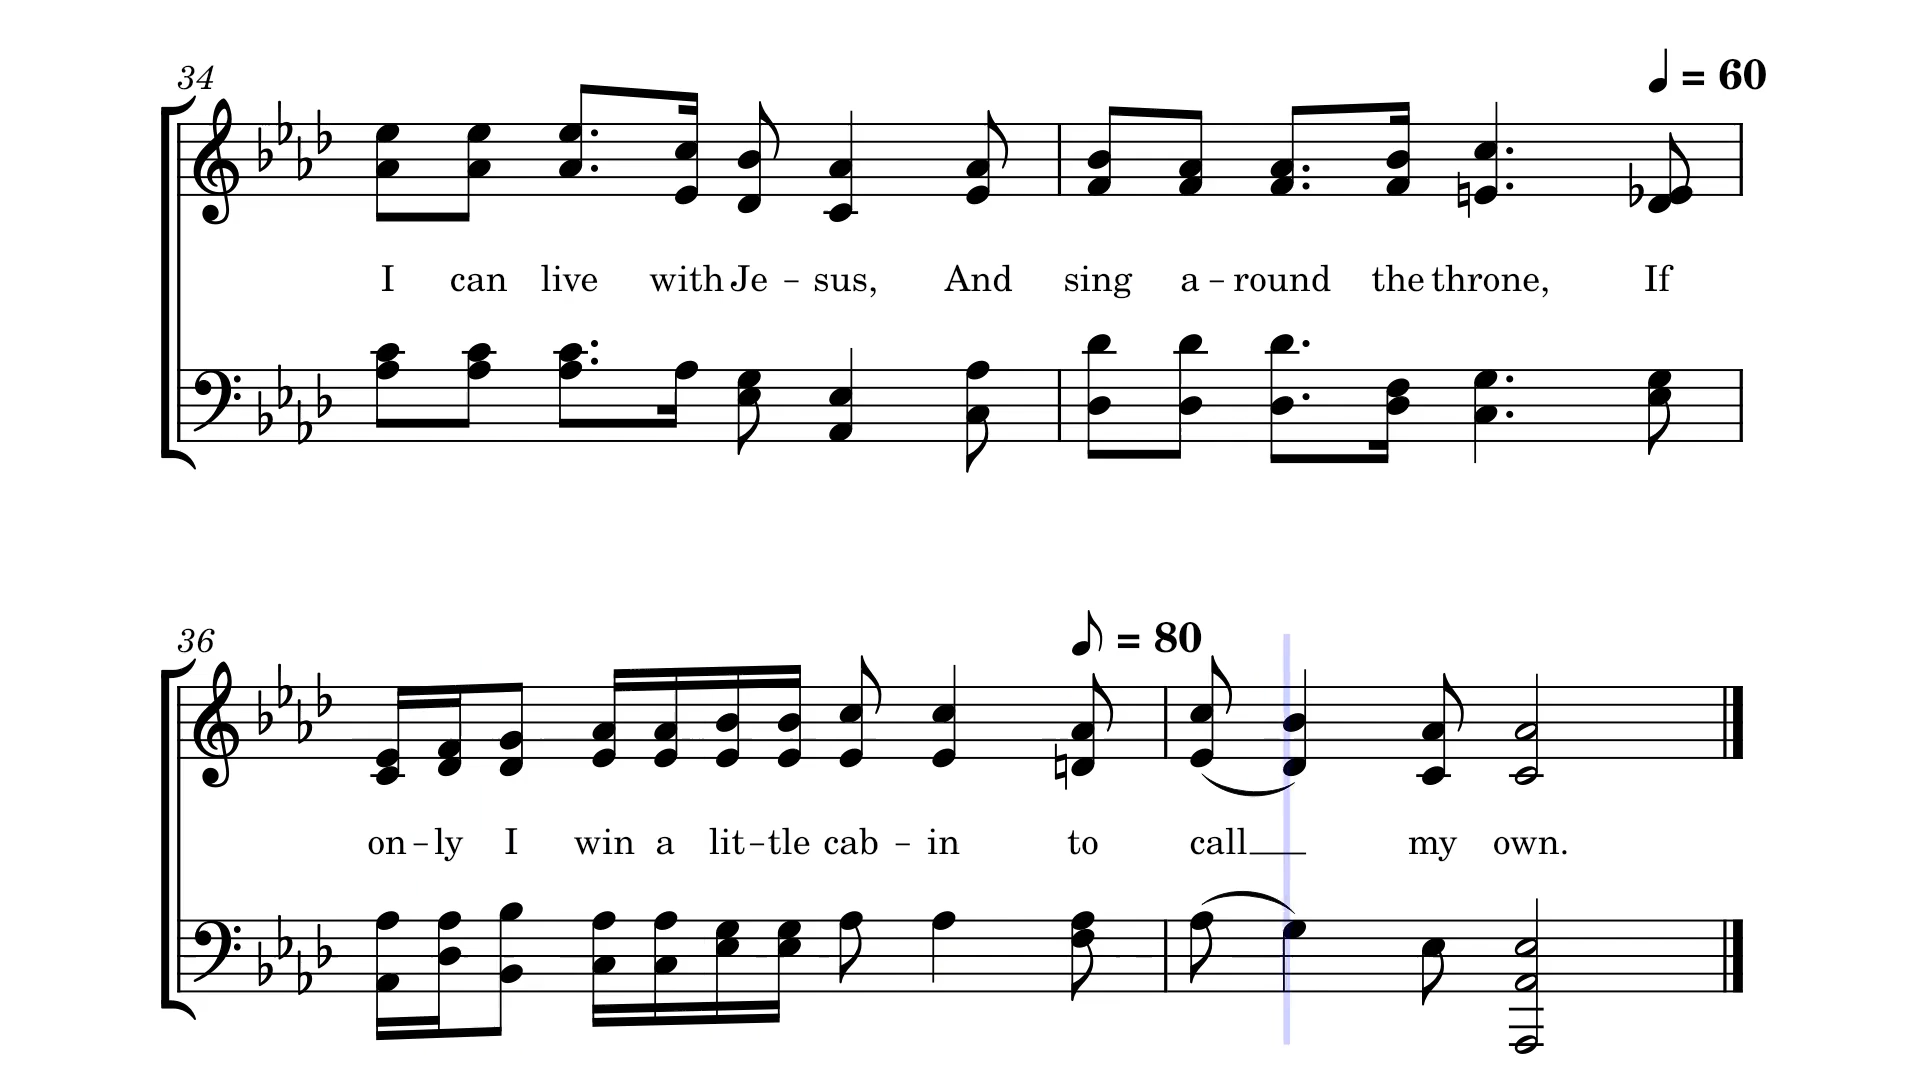 34
♩ = 60
I can live with Je – sus, And sing a – round the throne, If
36
♪ = 80
on – ly I win a lit – tle cab – in to call__ my own.